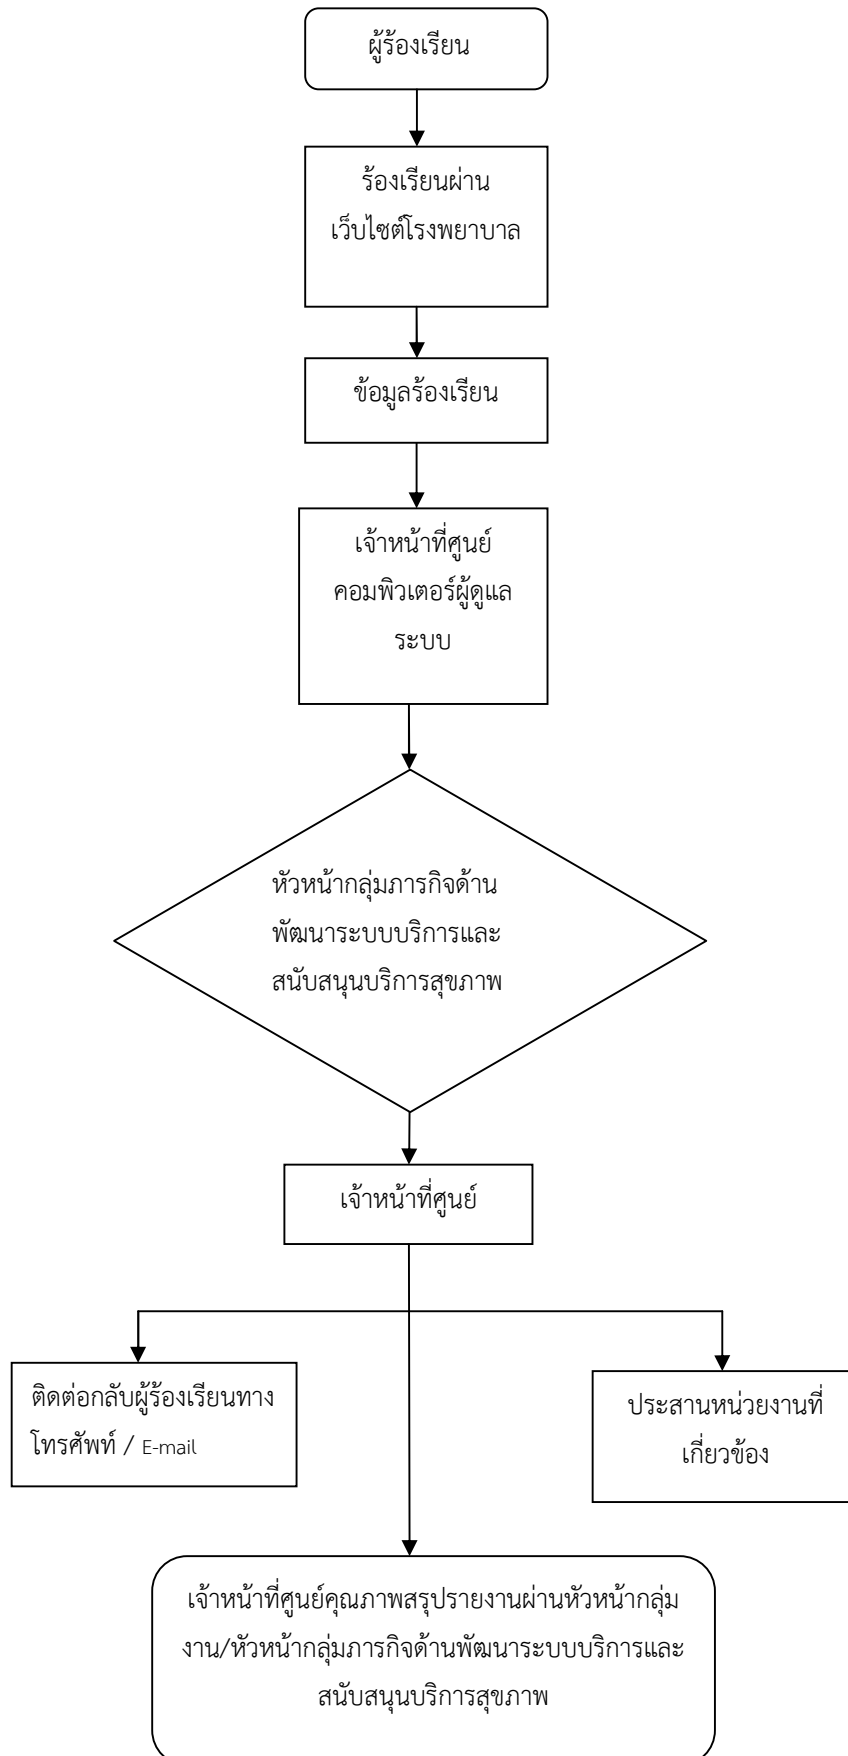 ผู้ร้องเรียน
ร้องเรียนผ่าน
เว็บไซต์โรงพยาบาล
ข้อมูลร้องเรียน
เจ้าหน้าที่ศูนย์
คอมพิวเตอร์ผู้ดูแล
ระบบ
หัวหน้ากลุ่มภารกิจด้าน
พัฒนาระบบบริการและ
สนับสนุนบริการสุขภาพ
เจ้าหน้าที่ศูนย์
ติดต่อกลับผู้ร้องเรียนทาง
โทรศัพท์ / E-mail
ประสานหน่วยงานที่
เกี่ยวข้อง
เจ้าหน้าที่ศูนย์คุณภาพสรุปรายงานผ่านหัวหน้ากลุ่ม
งาน/หัวหน้ากลุ่มภารกิจด้านพัฒนาระบบบริการและ
สนับสนุนบริการสุขภาพ